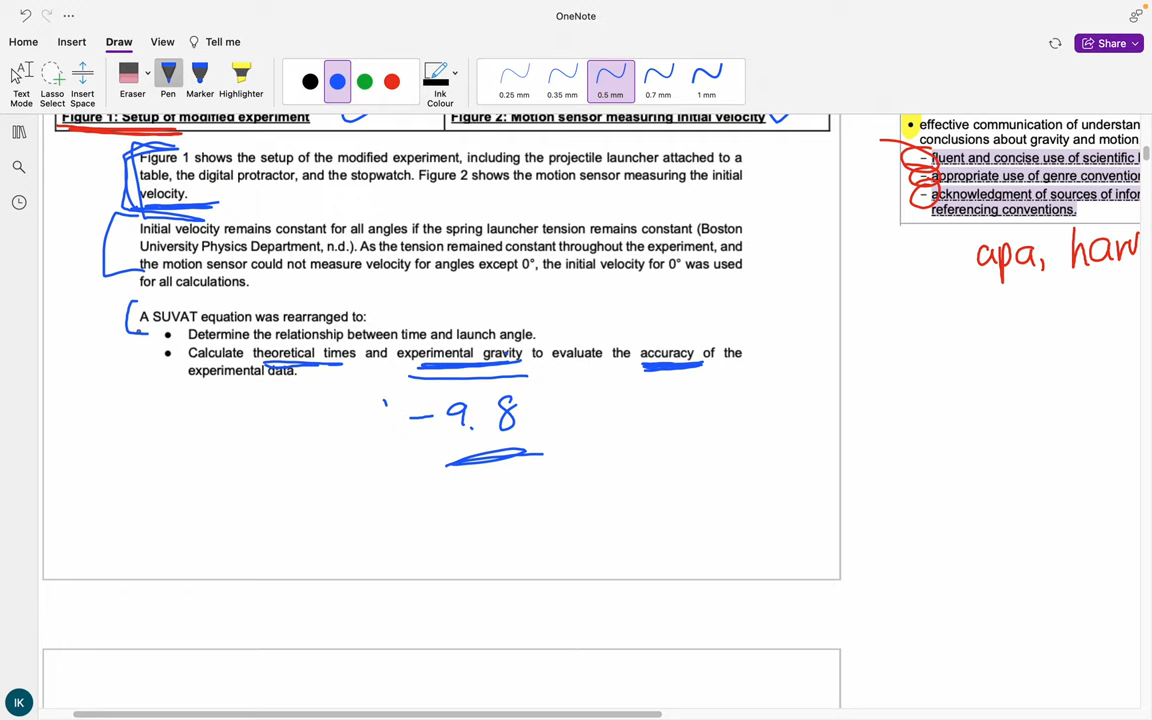 OneNote
Home Insert Draw View Tell me
Share
Text Mode
Lasso Select
Insert Space
Eraser
Pen
Marker
Highlighter
Ink Colour
0.25 mm
0.35 mm
0.5 mm
0.7 mm
1 mm
Figure 1: Setup of modified experiment
Figure 2: Motion sensor measuring initial velocity
Figure 1 shows the setup of the modified experiment, including the projectile launcher attached to a
table, the digital protractor, and the stopwatch. Figure 2 shows the motion sensor measuring the initial
velocity.
Initial velocity remains constant for all angles if the spring launcher tension remains constant (Boston
University Physics Department, n.d.). As the tension remained constant throughout the experiment, and
the motion sensor could not measure velocity for angles except 0°, the initial velocity for 0° was used
for all calculations.
A SUVAT equation was rearranged to:
• Determine the relationship between time and launch angle.
• Calculate theoretical times and experimental gravity to evaluate the accuracy of the
experimental data.
-9.8
• effective communication of understan
conclusions about gravity and motion
– fluent and concise use of scientific l
– appropriate use of genre conventio
– acknowledgment of sources of infor
referencing conventions.
apa, harv
IK